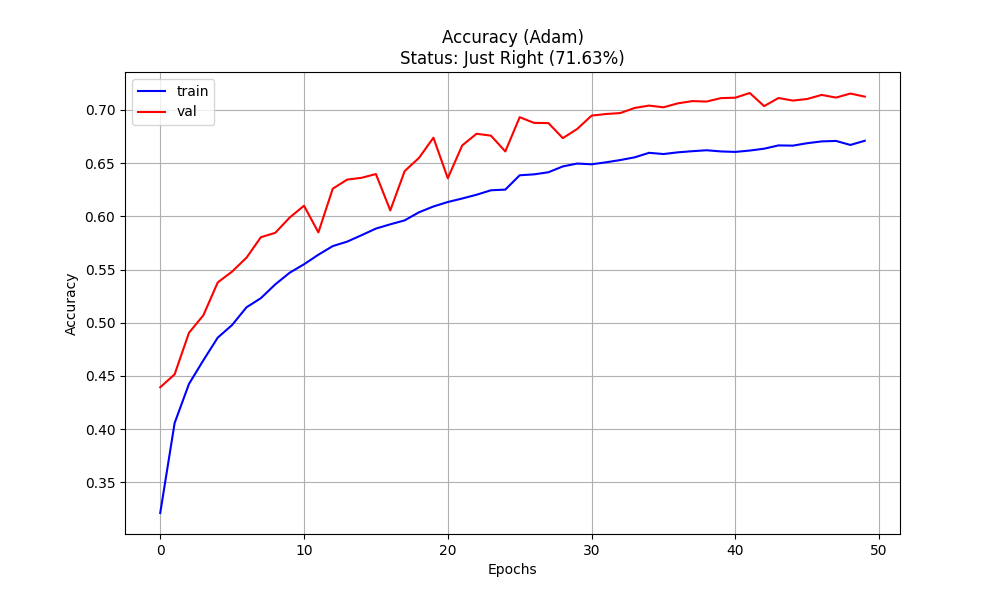 Accuracy (Adam)
Status: Just Right (71.63%)
train
val
0.70
0.65
0.60
0.55
0.50
0.45
0.40
0.35
Accuracy
0 10 20 30 40 50
Epochs